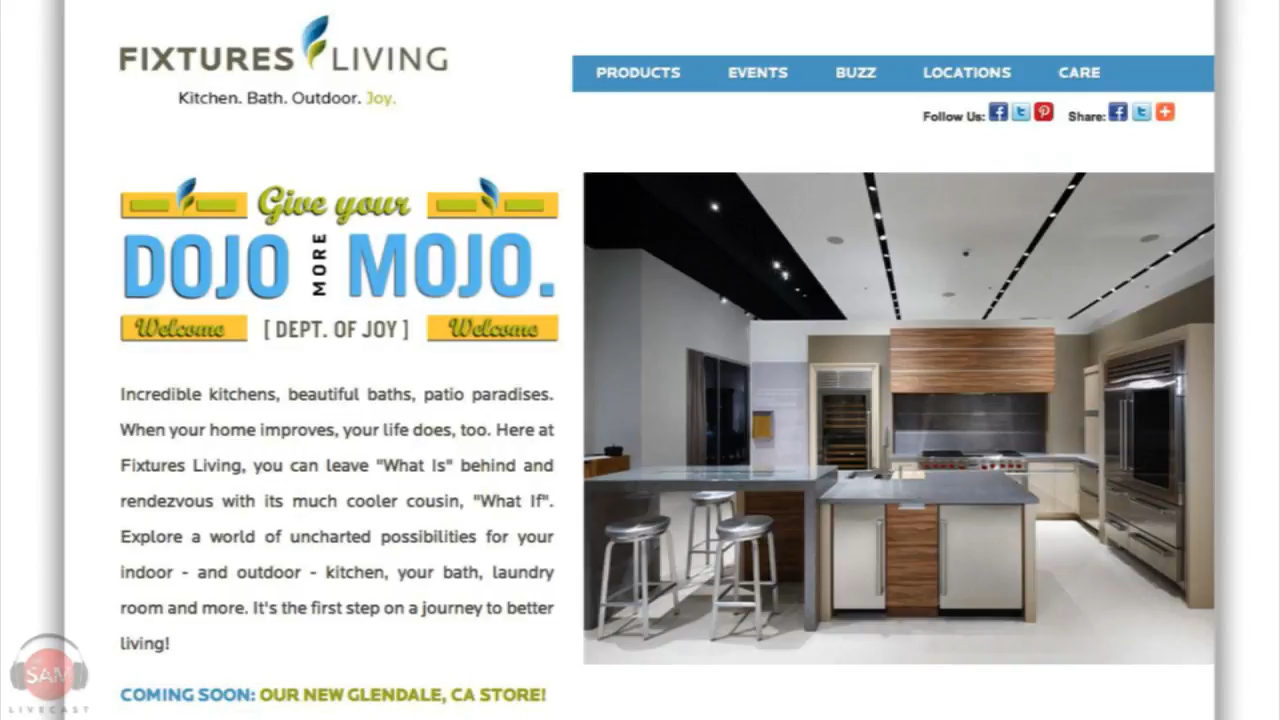 FIXTURES LIVING
Kitchen. Bath. Outdoor. Joy.
PRODUCTS EVENTS BUZZ LOCATIONS CARE
Follow Us: Share:
Give your
DOJO MORE MOJO.
Welcome [ DEPT. OF JOY ] Welcome
Incredible kitchens, beautiful baths, patio paradises.
When your home improves, your life does, too. Here at
Fixtures Living, you can leave "What Is" behind and
rendezvous with its much cooler cousin, "What If".
Explore a world of uncharted possibilities for your
indoor - and outdoor - kitchen, your bath, laundry
room and more. It's the first step on a journey to better
living!
COMING SOON: OUR NEW GLENDALE, CA STORE!
SAM
LIVECAST